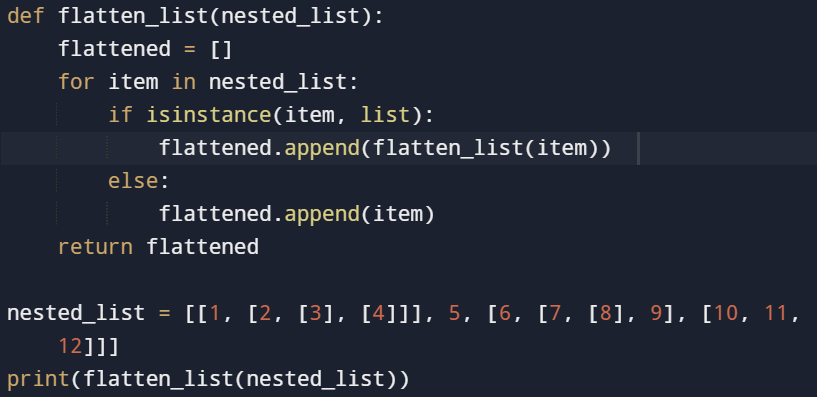 def flatten_list(nested_list):
    flattened = []
    for item in nested_list:
        if isinstance(item, list):
            flattened.append(flatten_list(item))
        else:
            flattened.append(item)
    return flattened

nested_list = [[1, [2, [3], [4]]], 5, [6, [7, [8], 9], [10, 11,
    12]]]
print(flatten_list(nested_list))